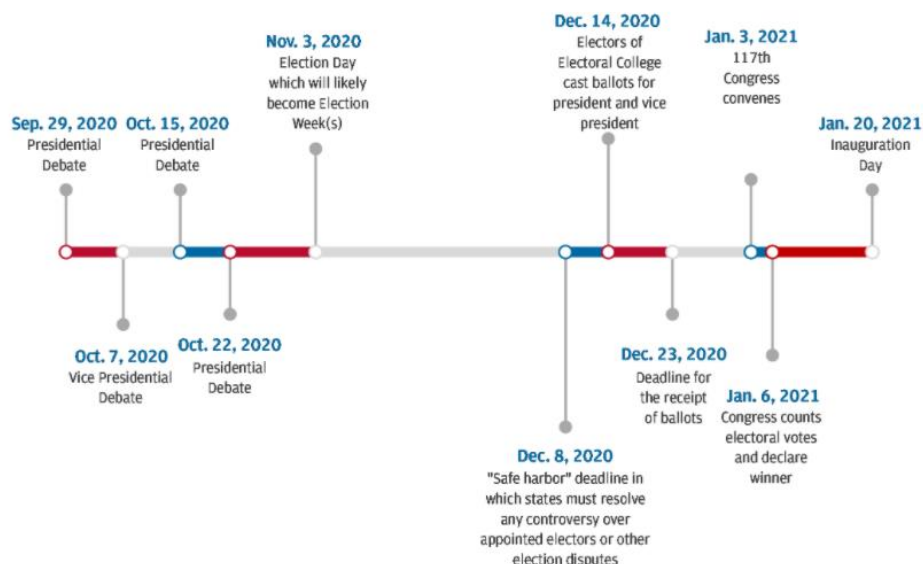 Sep. 29, 2020
Presidential
Debate
Oct. 7, 2020
Vice Presidential
Debate
Oct. 15, 2020
Presidential
Debate
Oct. 22, 2020
Presidential
Debate
Nov. 3, 2020
Election Day
which will likely
become Election
Week(s)
Dec. 8, 2020
"Safe harbor" deadline in
which states must resolve
any controversy over
appointed electors or other
election disputes
Dec. 14, 2020
Electors of
Electoral College
cast ballots for
president and vice
president
Dec. 23, 2020
Deadline for
the receipt
of ballots
Jan. 3, 2021
117th
Congress
convenes
Jan. 6, 2021
Congress counts
electoral votes
and declare
winner
Jan. 20, 2021
Inauguration
Day